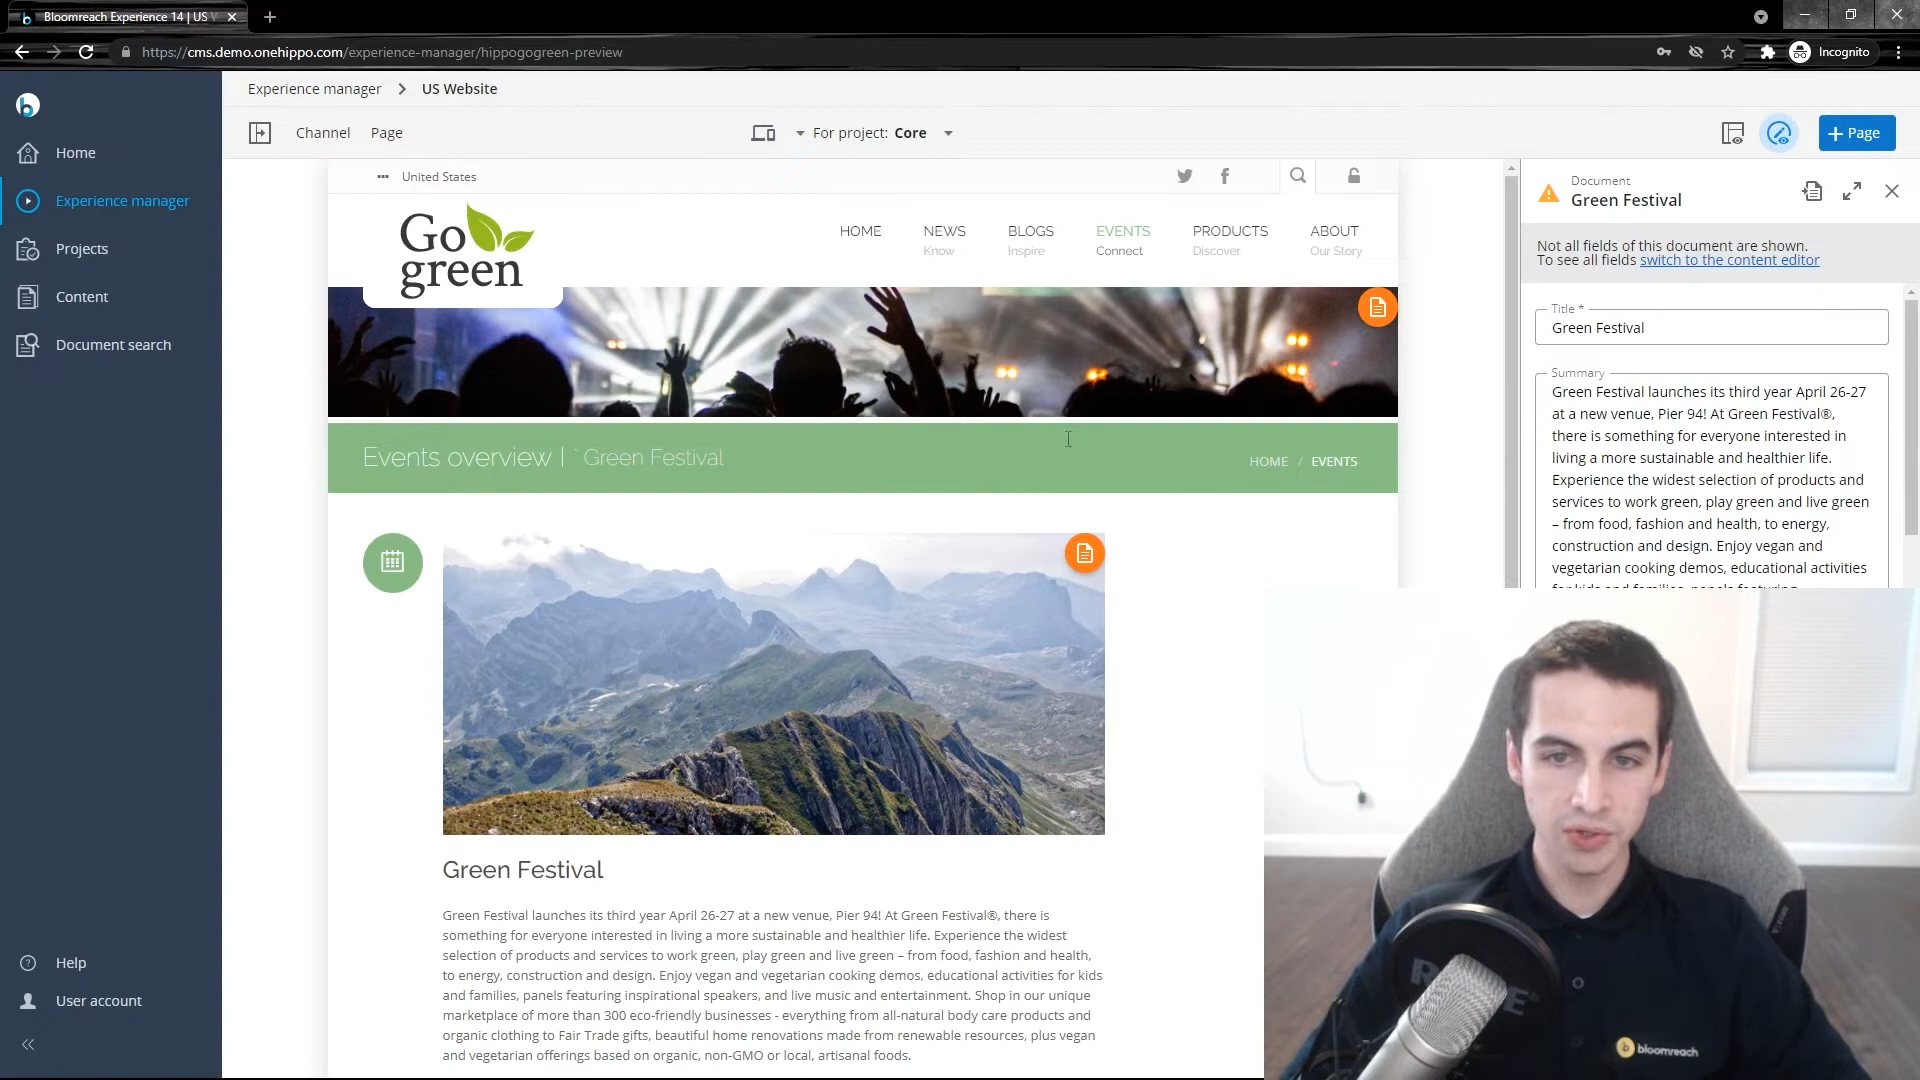 Bloomreach Experience 14 | US
https://cms.demo.onehippo.com/experience-manager/hippogogreen-preview
Incognito
Experience manager > US Website
Channel Page
For project: Core
+ Page
Home
Experience manager
Projects
Content
Document search
Help
User account
United States
Go
green
HOME
NEWS
Know
BLOGS
Inspire
EVENTS
Connect
PRODUCTS
Discover
ABOUT
Our Story
Events overview | ` Green Festival
HOME / EVENTS
Green Festival
Green Festival launches its third year April 26-27 at a new venue, Pier 94! At Green Festival®, there is
something for everyone interested in living a more sustainable and healthier life. Experience the widest
selection of products and services to work green, play green and live green – from food, fashion and health,
to energy, construction and design. Enjoy vegan and vegetarian cooking demos, educational activities for kids
and families, panels featuring inspirational speakers, and live music and entertainment. Shop in our unique
marketplace of more than 300 eco-friendly businesses - everything from all-natural body care products and
organic clothing to Fair Trade gifts, beautiful home renovations made from renewable resources, plus vegan
and vegetarian offerings based on organic, non-GMO or local, artisanal foods.
Document
Green Festival
Not all fields of this document are shown.
To see all fields switch to the content editor
Title *
Green Festival
Summary
Green Festival launches its third year April 26-27
at a new venue, Pier 94! At Green Festival®,
there is something for everyone interested in
living a more sustainable and healthier life.
Experience the widest selection of products and
services to work green, play green and live green
– from food, fashion and health, to energy,
construction and design. Enjoy vegan and
vegetarian cooking demos, educational activities
bloomreach